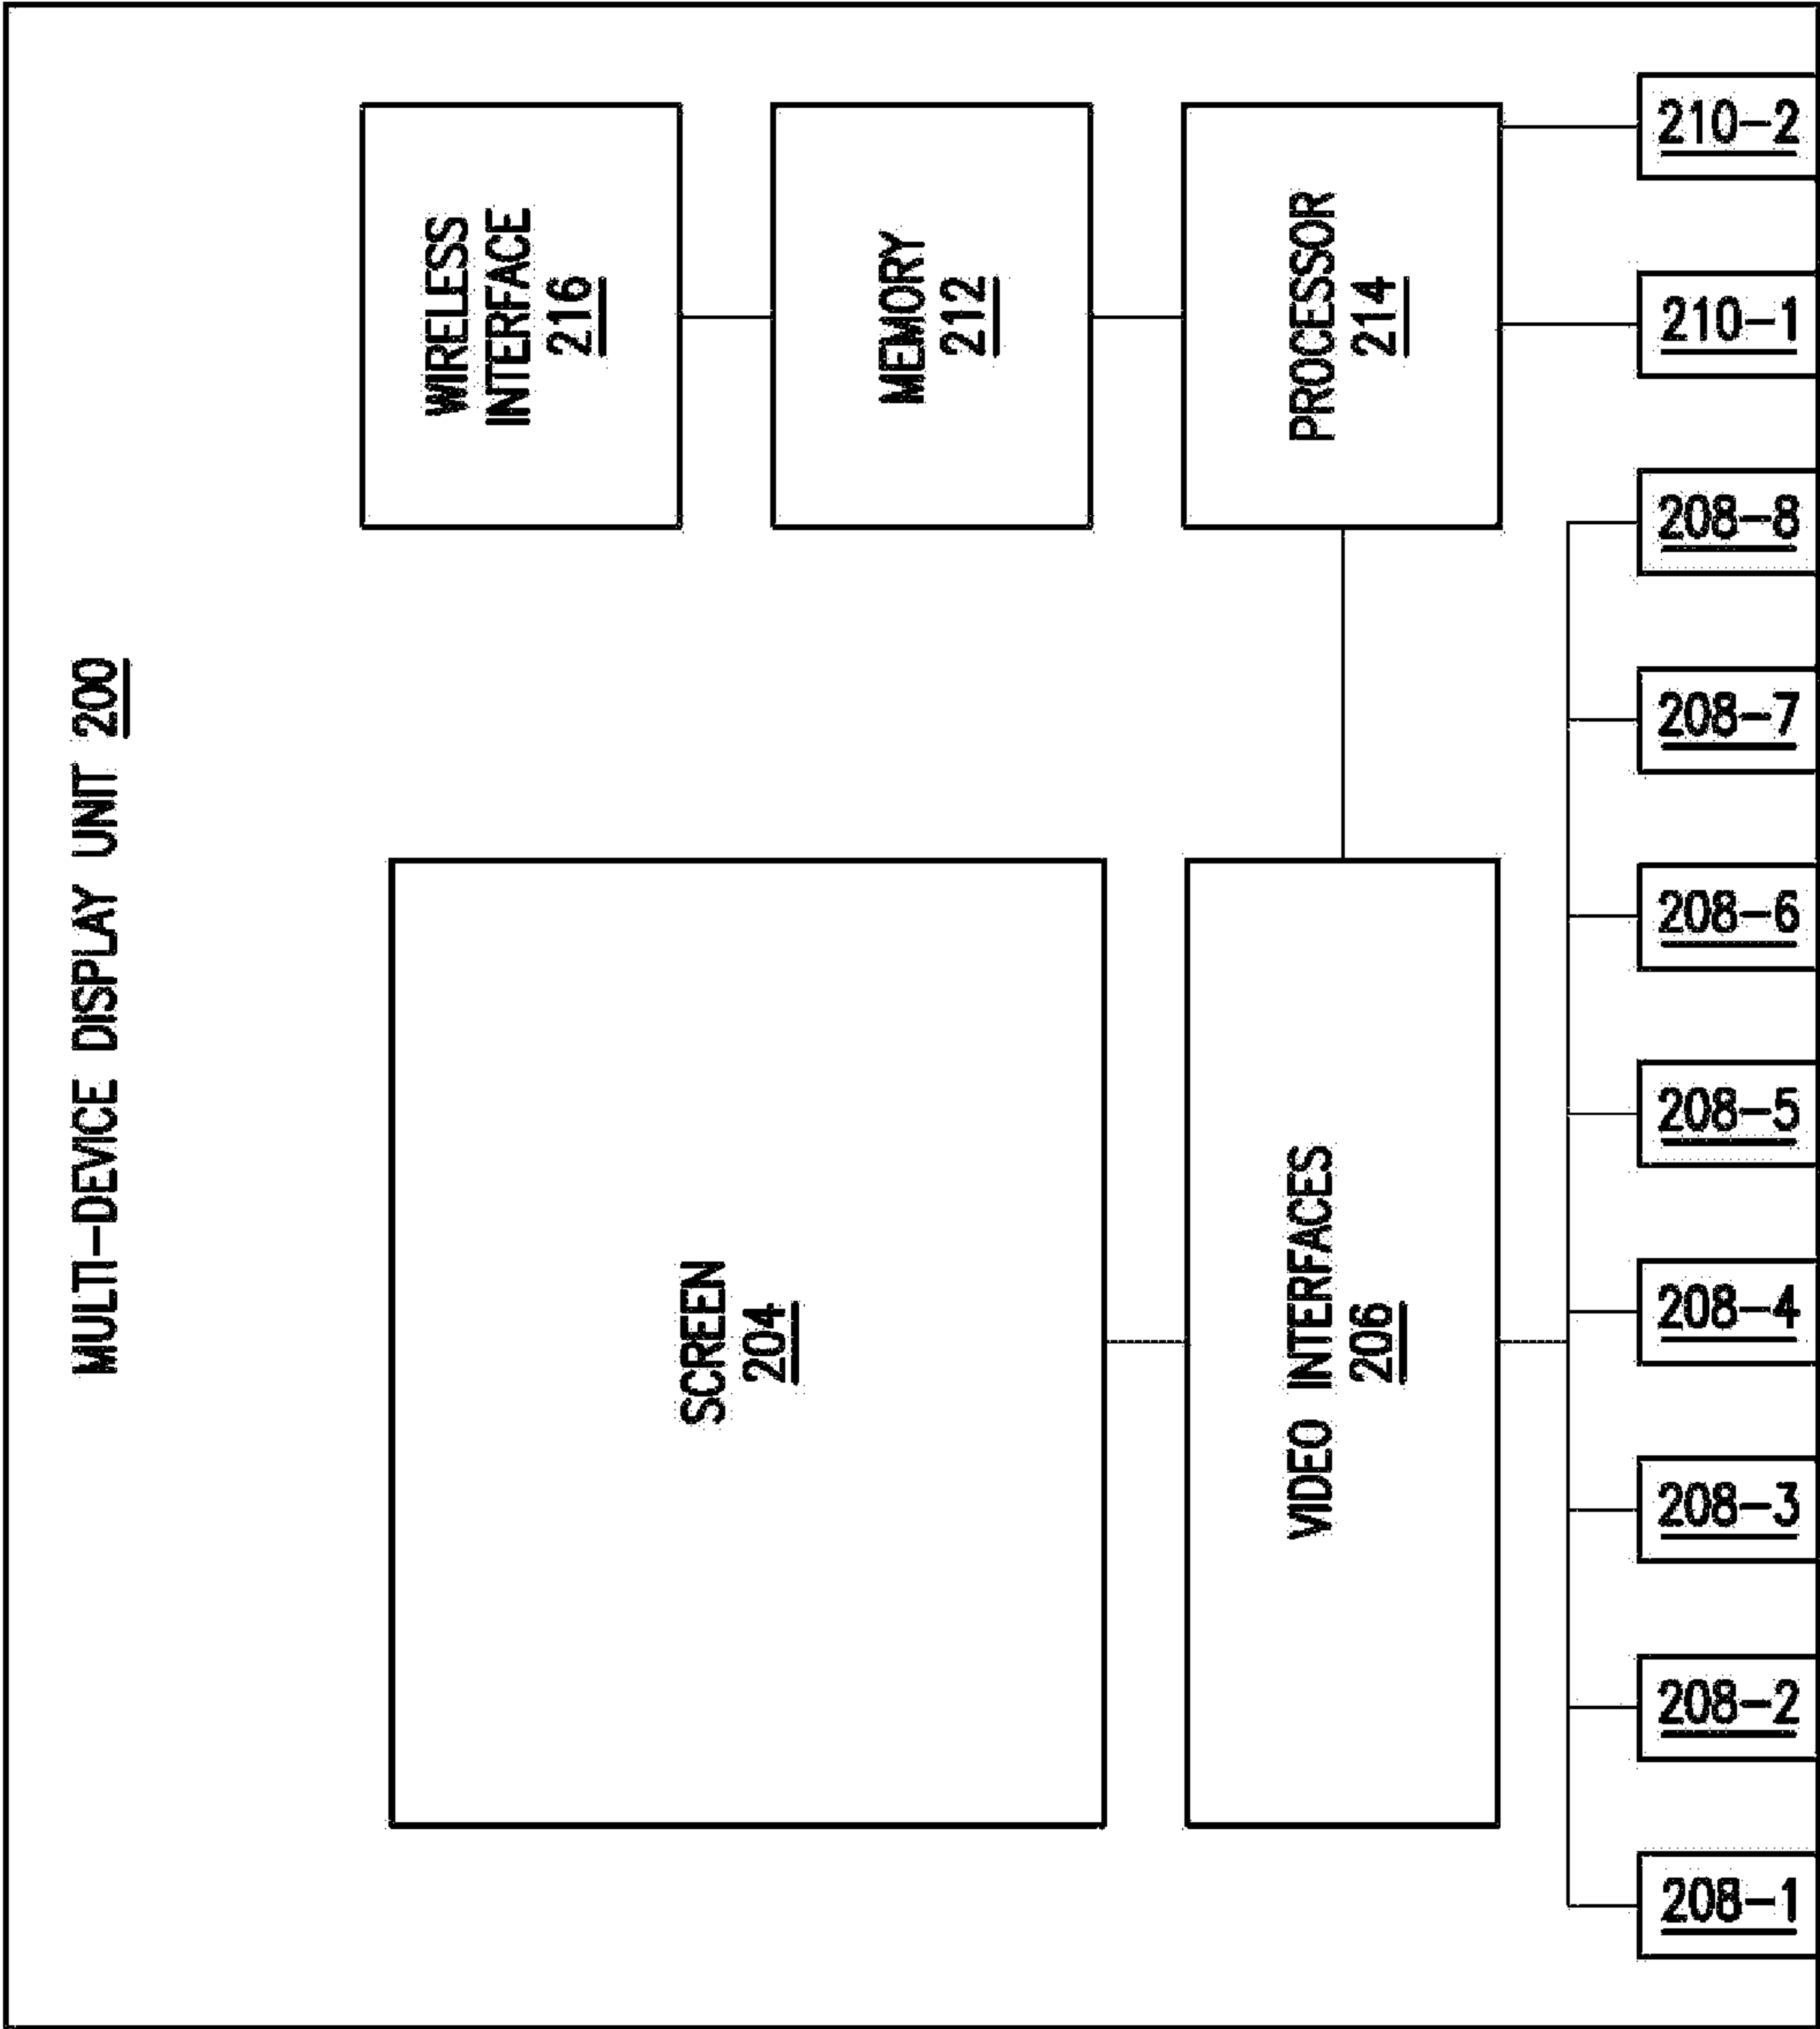 MULTI-DEVICE DISPLAY UNIT 200
SCREEN
204
WIRELESS
INTERFACE
216
MEMORY
212
VIDEO INTERFACES
206
PROCESSOR
214
208-1
208-2
208-3
208-4
208-5
208-6
208-7
208-8
210-1
210-2